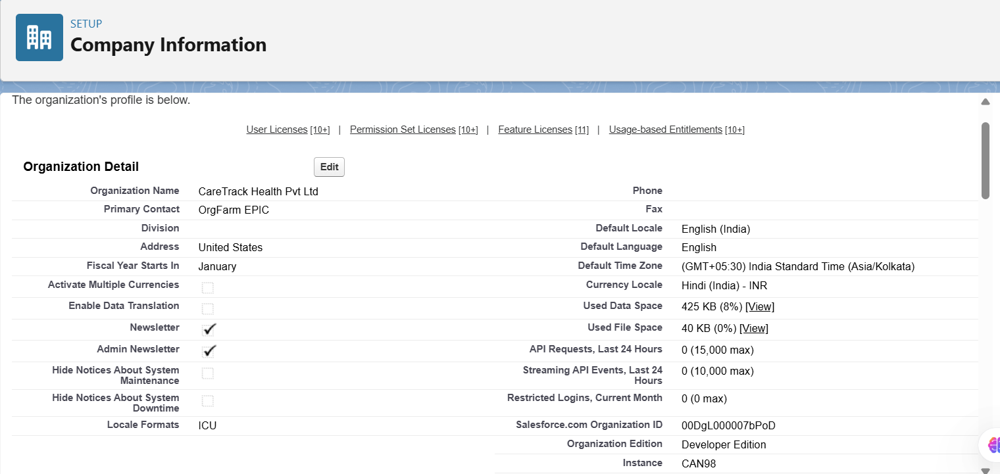 SETUP
Company Information
The organization's profile is below.
User Licenses [10+] | Permission Set Licenses [10+] | Feature Licenses [11] | Usage-based Entitlements [10+]
Organization Detail
Edit
Organization Name CareTrack Health Pvt Ltd
Primary Contact OrgFarm EPIC
Division
Address United States
Fiscal Year Starts In January
Activate Multiple Currencies
Enable Data Translation
Newsletter
Admin Newsletter
Hide Notices About System
Maintenance
Hide Notices About System
Downtime
Locale Formats ICU
Phone
Fax
Default Locale English (India)
Default Language English
Default Time Zone (GMT+05:30) India Standard Time (Asia/Kolkata)
Currency Locale Hindi (India) - INR
Used Data Space 425 KB (8%) [View]
Used File Space 40 KB (0%) [View]
API Requests, Last 24 Hours 0 (15,000 max)
Streaming API Events, Last 24 0 (10,000 max)
Hours
Restricted Logins, Current Month 0 (0 max)
Salesforce.com Organization ID 00DgL000007bPoD
Organization Edition Developer Edition
Instance CAN98